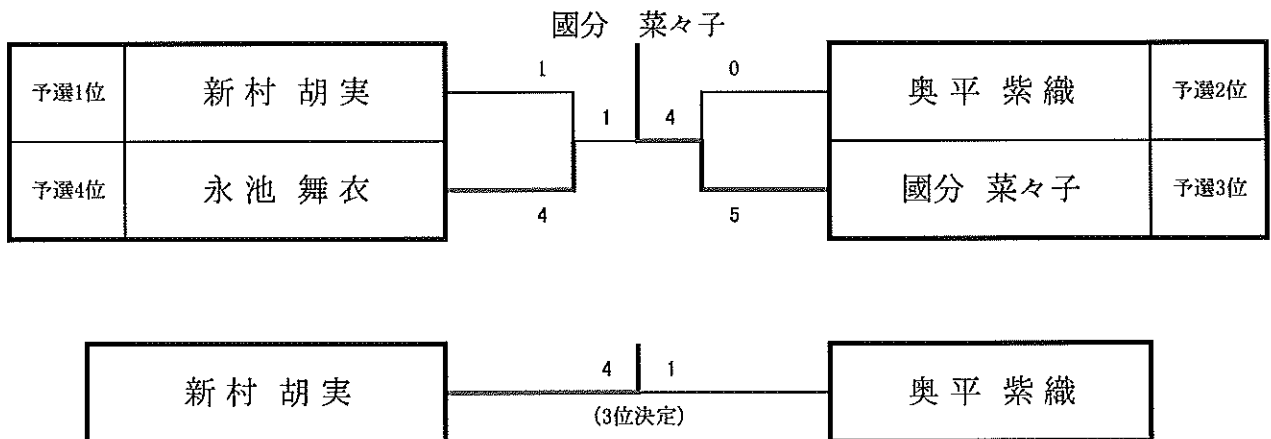 國分 菜々子
1 0
予選1位 新村 胡実 奥平 紫織 予選2位
1 4
予選4位 永池 舞衣 國分 菜々子 予選3位
4 5
4 1
新村 胡実 奥平 紫織
(3位決定)